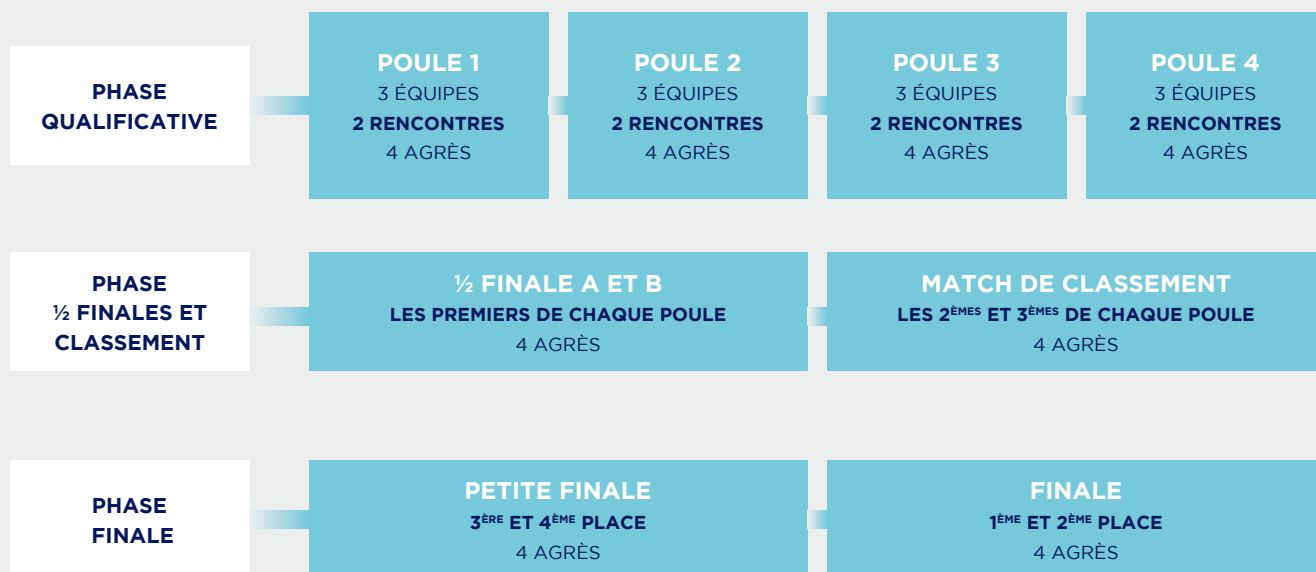 PHASE
QUALIFICATIVE
POULE 1
3 ÉQUIPES
2 RENCONTRES
4 AGRÈS
POULE 2
3 ÉQUIPES
2 RENCONTRES
4 AGRÈS
POULE 3
3 ÉQUIPES
2 RENCONTRES
4 AGRÈS
POULE 4
3 ÉQUIPES
2 RENCONTRES
4 AGRÈS
PHASE
½ FINALES ET
CLASSEMENT
½ FINALE A ET B
LES PREMIERS DE CHAQUE POULE
4 AGRÈS
MATCH DE CLASSEMENT
LES 2ÈMES ET 3ÈMES DE CHAQUE POULE
4 AGRÈS
PHASE
FINALE
PETITE FINALE
3ÈRE ET 4ÈME PLACE
4 AGRÈS
FINALE
1ÈME ET 2ÈME PLACE
4 AGRÈS